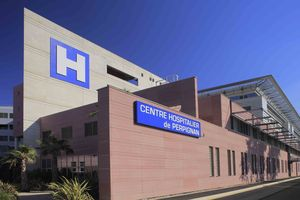 H
CENTRE HOSPITALIER
de PERPIGNAN